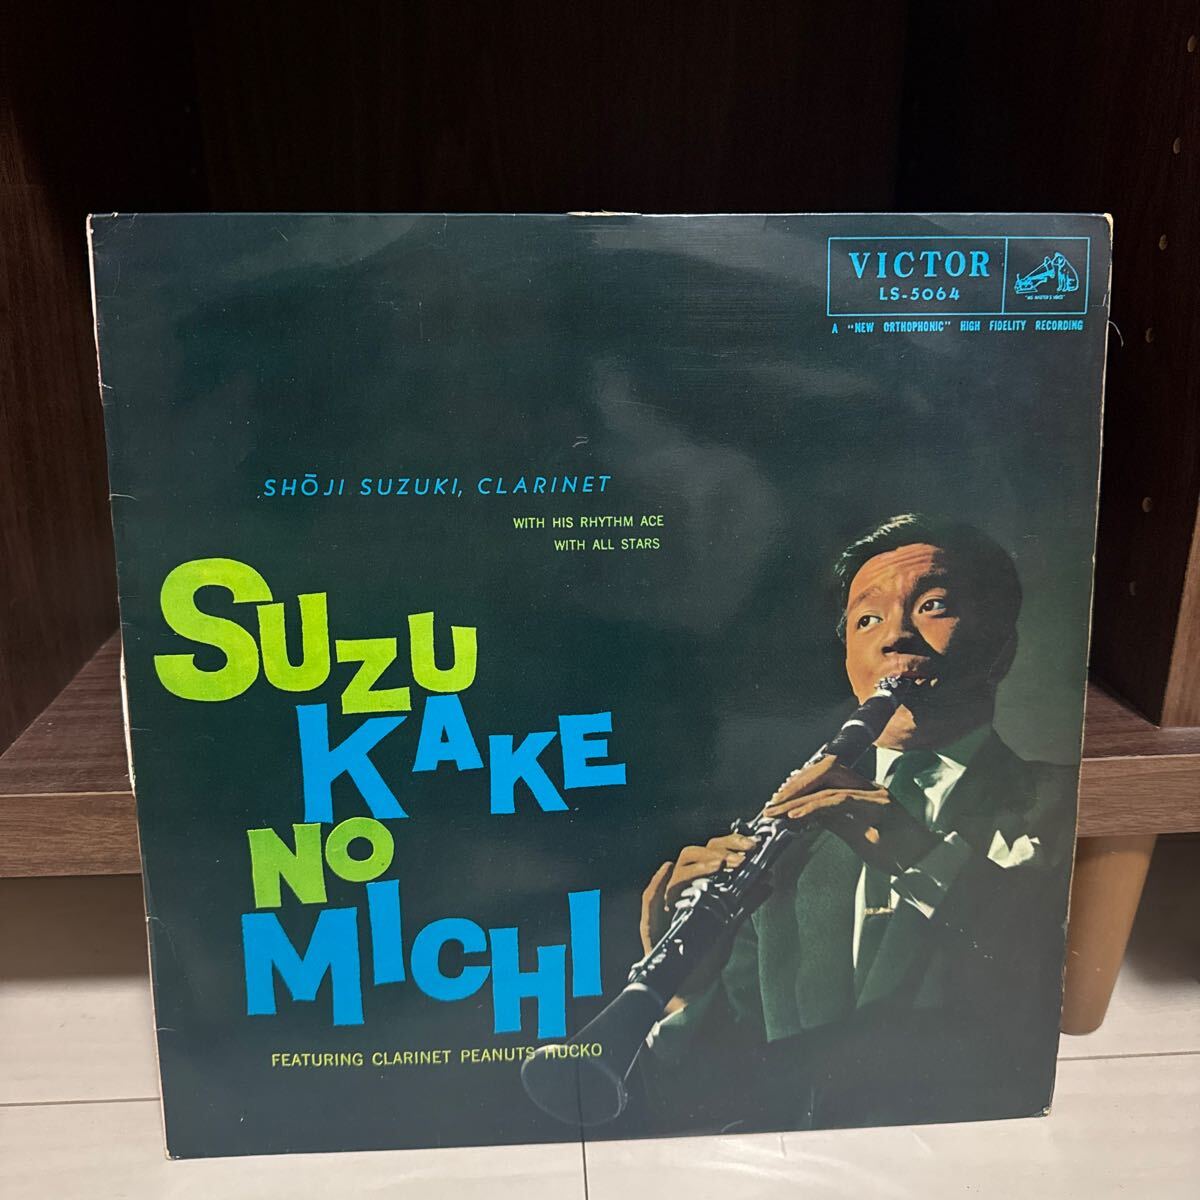 VICTOR
LS-5064
"HIS MASTER'S VOICE"
A "NEW ORTHOPHONIC" HIGH FIDELITY RECORDING
SHŌJI SUZUKI, CLARINET
WITH HIS RHYTHM ACE
WITH ALL STARS
SUZU
KAKE
NO
MICHI
FEATURING CLARINET PEANUTS HUCKO